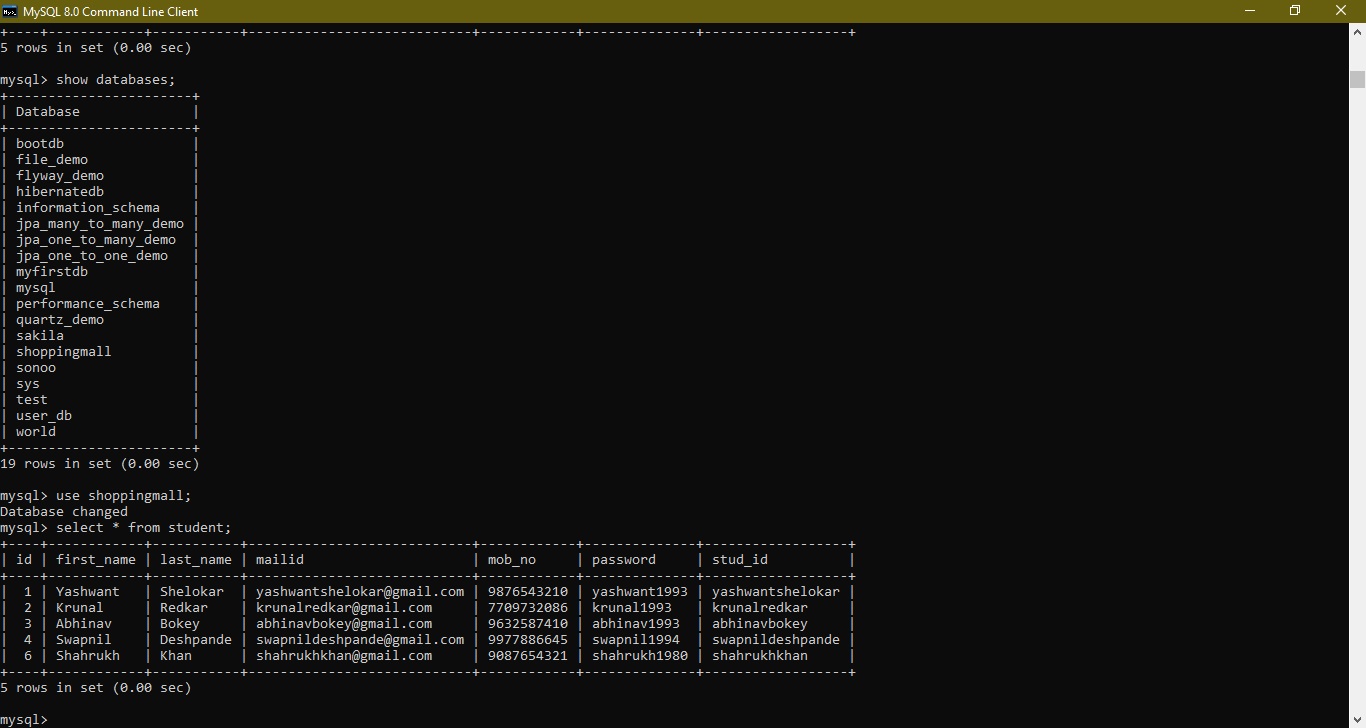 MySQL 8.0 Command Line Client
+----+------------+-----------+----------------------------+------------+--------------+------------------+
5 rows in set (0.00 sec)
mysql> show databases;
+-----------------------+
| Database              |
+-----------------------+
| bootdb                |
| file_demo             |
| flyway_demo           |
| hibernatedb           |
| information_schema    |
| jpa_many_to_many_demo |
| jpa_one_to_many_demo  |
| jpa_one_to_one_demo   |
| myfirstdb             |
| mysql                 |
| performance_schema    |
| quartz_demo           |
| sakila                |
| shoppingmall          |
| sonoo                 |
| sys                   |
| test                  |
| user_db               |
| world                 |
+-----------------------+
19 rows in set (0.00 sec)
mysql> use shoppingmall;
Database changed
mysql> select * from student;
+----+------------+-----------+----------------------------+------------+--------------+------------------+
| id | first_name | last_name | mailid                     | mob_no     | password     | stud_id          |
+----+------------+-----------+----------------------------+------------+--------------+------------------+
|  1 | Yashwant   | Shelokar  | yashwantshelokar@gmail.com | 9876543210 | yashwant1993 | yashwantshelokar |
|  2 | Krunal     | Redkar    | krunalredkar@gmail.com     | 7709732086 | krunal1993   | krunalredkar     |
|  3 | Abhinav    | Bokey     | abhinavbokey@gmail.com     | 9632587410 | abhinav1993  | abhinavbokey     |
|  4 | Swapnil    | Deshpande | swapnildeshpande@gmail.com | 9977886645 | swapnil1994  | swapnildeshpande |
|  6 | Shahrukh   | Khan      | shahrukhkhan@gmail.com     | 9087654321 | shahrukh1980 | shahrukhkhan     |
+----+------------+-----------+----------------------------+------------+--------------+------------------+
5 rows in set (0.00 sec)
mysql>